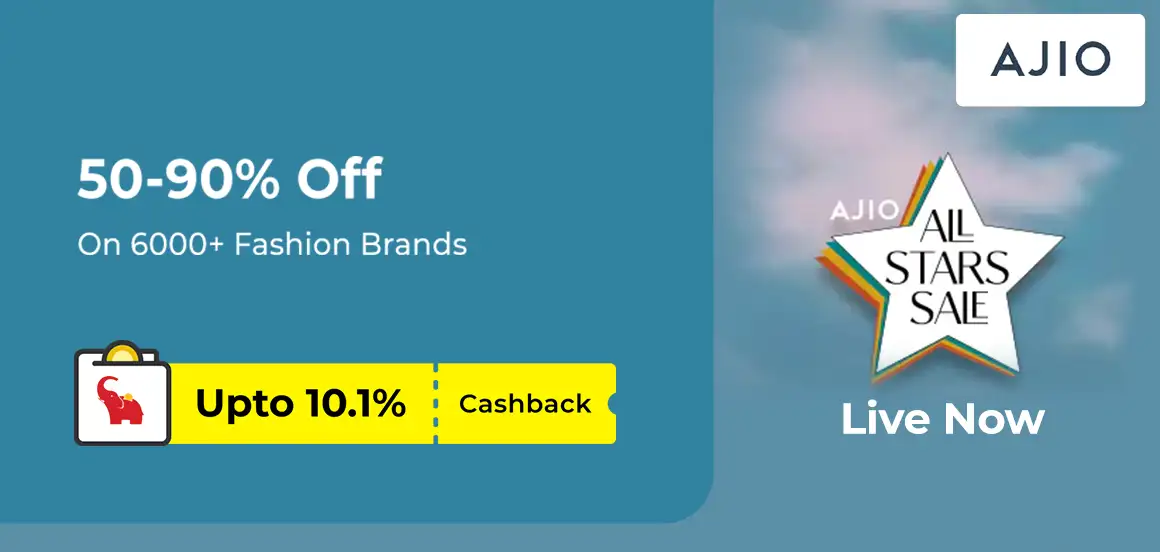 50-90% Off
On 6000+ Fashion Brands
Upto 10.1%
Cashback
AJIO
AJIO
ALL
STARS
SALE
Live Now